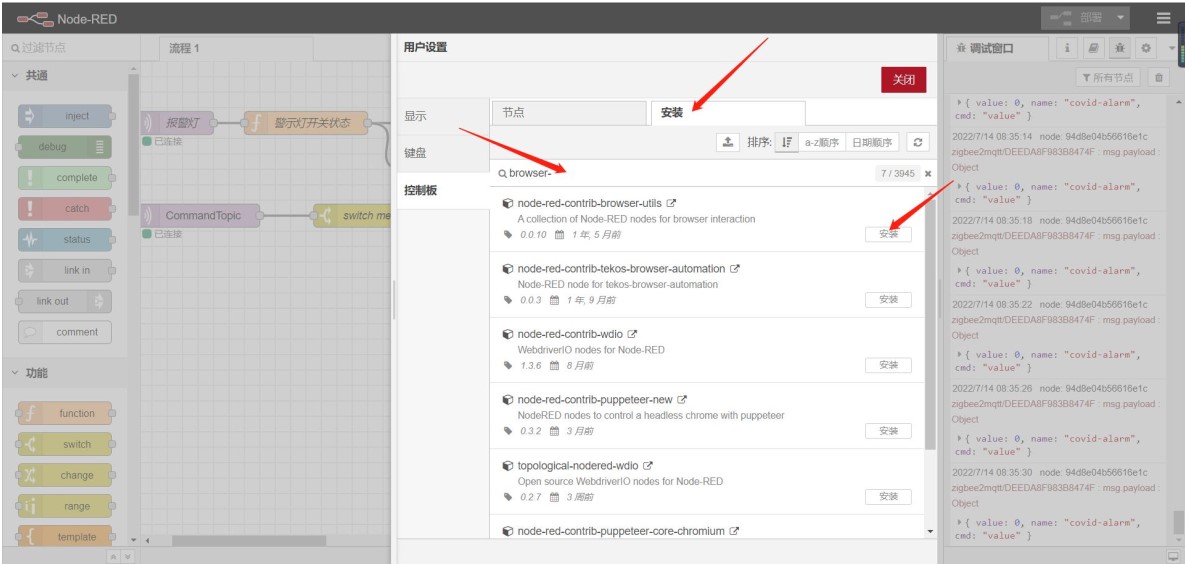 Node-RED
部署
过滤节点
共通
inject
debug
complete
catch
status
link in
link out
comment
功能
function
switch
change
range
template
流程 1
报警灯
已连接
警示灯开关状态
CommandTopic
已连接
switch me
用户设置
关闭
显示
键盘
控制板
节点
安装
排序:
a-z顺序
日期顺序
browser-
7 / 3945
node-red-contrib-browser-utils
A collection of Node-RED nodes for browser interaction
0.0.10 1 年, 5 月前
安装
node-red-contrib-tekos-browser-automation
Node-RED node for tekos-browser-automation
0.0.3 1 年, 9 月前
安装
node-red-contrib-wdio
WebdriverIO nodes for Node-RED
1.3.6 8 月前
安装
node-red-contrib-puppeteer-new
NodeRED nodes to control a headless chrome with puppeteer
0.3.2 3 月前
安装
topological-nodered-wdio
Open source WebdriverIO nodes for Node-RED
0.2.7 3 周前
安装
node-red-contrib-puppeteer-core-chromium
调试窗口
所有节点
{ value: 0, name: "covid-alarm",
cmd: "value" }
2022/7/14 08:35:14 node: 94d8e04b56616e1c
zigbee2mqtt/DEEDA8F983B8474F : msg.payload :
Object
{ value: 0, name: "covid-alarm",
cmd: "value" }
2022/7/14 08:35:18 node: 94d8e04b56616e1c
zigbee2mqtt/DEEDA8F983B8474F : msg.payload :
Object
{ value: 0, name: "covid-alarm",
cmd: "value" }
2022/7/14 08:35:22 node: 94d8e04b56616e1c
zigbee2mqtt/DEEDA8F983B8474F : msg.payload :
Object
{ value: 0, name: "covid-alarm",
cmd: "value" }
2022/7/14 08:35:26 node: 94d8e04b56616e1c
zigbee2mqtt/DEEDA8F983B8474F : msg.payload :
Object
{ value: 0, name: "covid-alarm",
cmd: "value" }
2022/7/14 08:35:30 node: 94d8e04b56616e1c
zigbee2mqtt/DEEDA8F983B8474F : msg.payload :
Object
{ value: 0, name: "covid-alarm",
cmd: "value" }